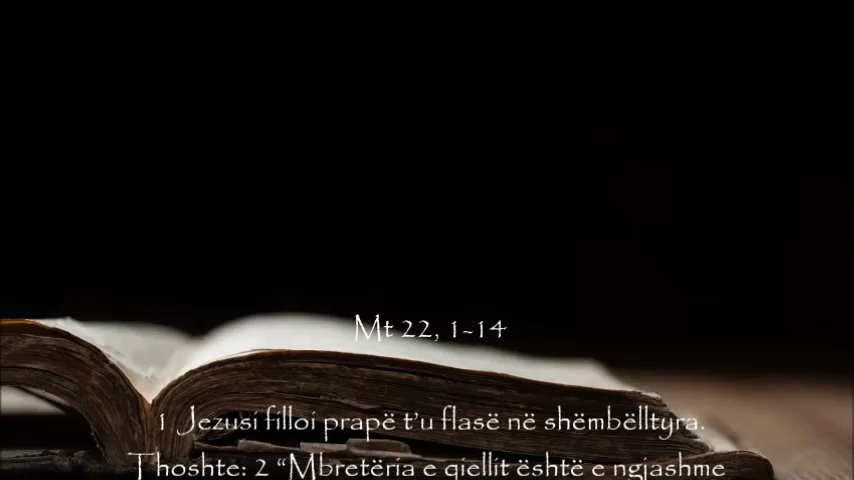 Mt 22, 1-14
1 Jezusi filloi prapë t'u flasë në shëmbëlltyra.
Thoshte: 2 “Mbretëria e qiellit është e ngjashme